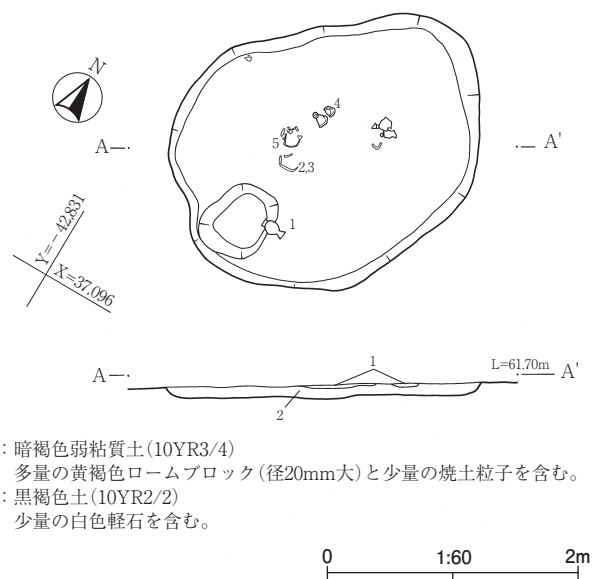 N
4
A
A'
5
2,3
1
Y=-42,831
X=37,096
1
L=61.70m
A
A'
2
：暗褐色弱粘質土(10YR3/4)
多量の黄褐色ロームブロック(径20mm大)と少量の焼土粒子を含む。
：黒褐色土(10YR2/2)
少量の白色軽石を含む。
0 1:60 2m